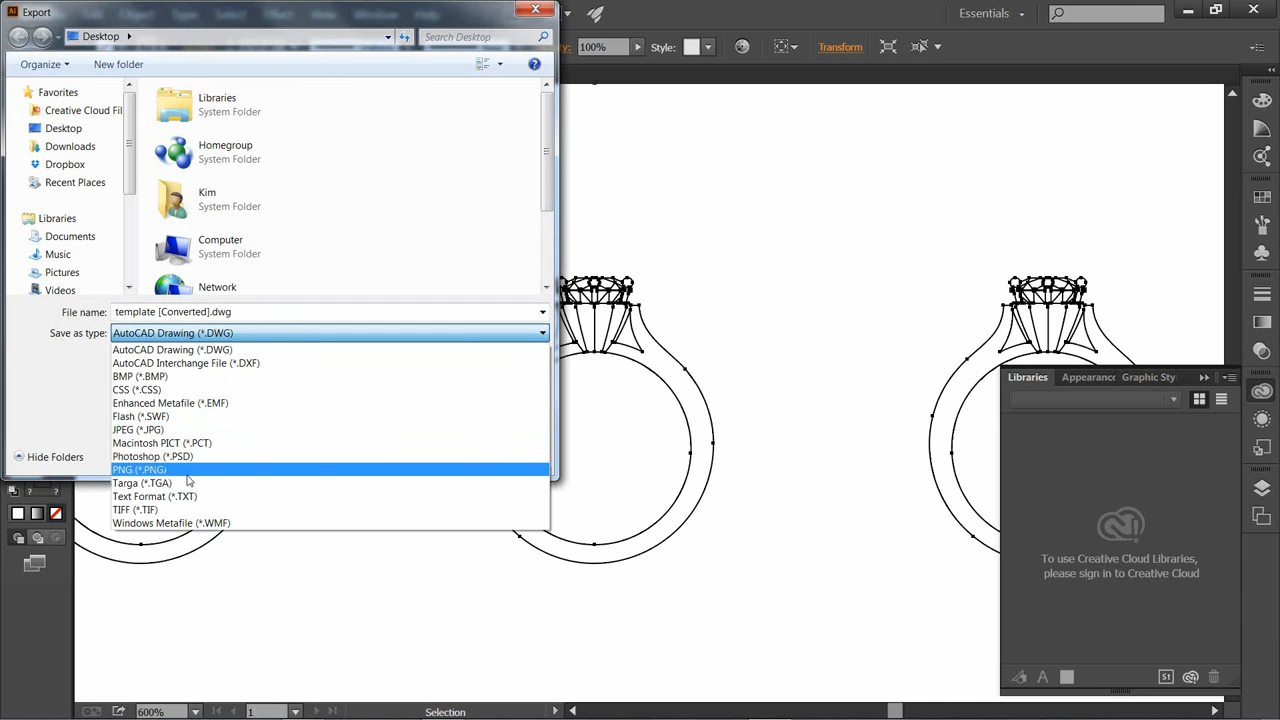 Ai Export
Essentials
Desktop
Search Desktop
100%
Style:
Transform
Organize
New folder
Favorites
Creative Cloud Fil
Desktop
Downloads
Dropbox
Recent Places
Libraries
Documents
Music
Pictures
Videos
Libraries
System Folder
Homegroup
System Folder
Kim
System Folder
Computer
System Folder
Network
File name:
template [Converted].dwg
Save as type:
AutoCAD Drawing (*.DWG)
AutoCAD Drawing (*.DWG)
AutoCAD Interchange File (*.DXF)
BMP (*.BMP)
CSS (*.CSS)
Enhanced Metafile (*.EMF)
Flash (*.SWF)
JPEG (*.JPG)
Macintosh PICT (*.PCT)
Photoshop (*.PSD)
PNG (*.PNG)
Targa (*.TGA)
Text Format (*.TXT)
TIFF (*.TIF)
Windows Metafile (*.WMF)
Hide Folders
? ?
Libraries
Appearanc
Graphic Sty
To use Creative Cloud Libraries,
please sign in to Creative Cloud
St
600%
1
Selection